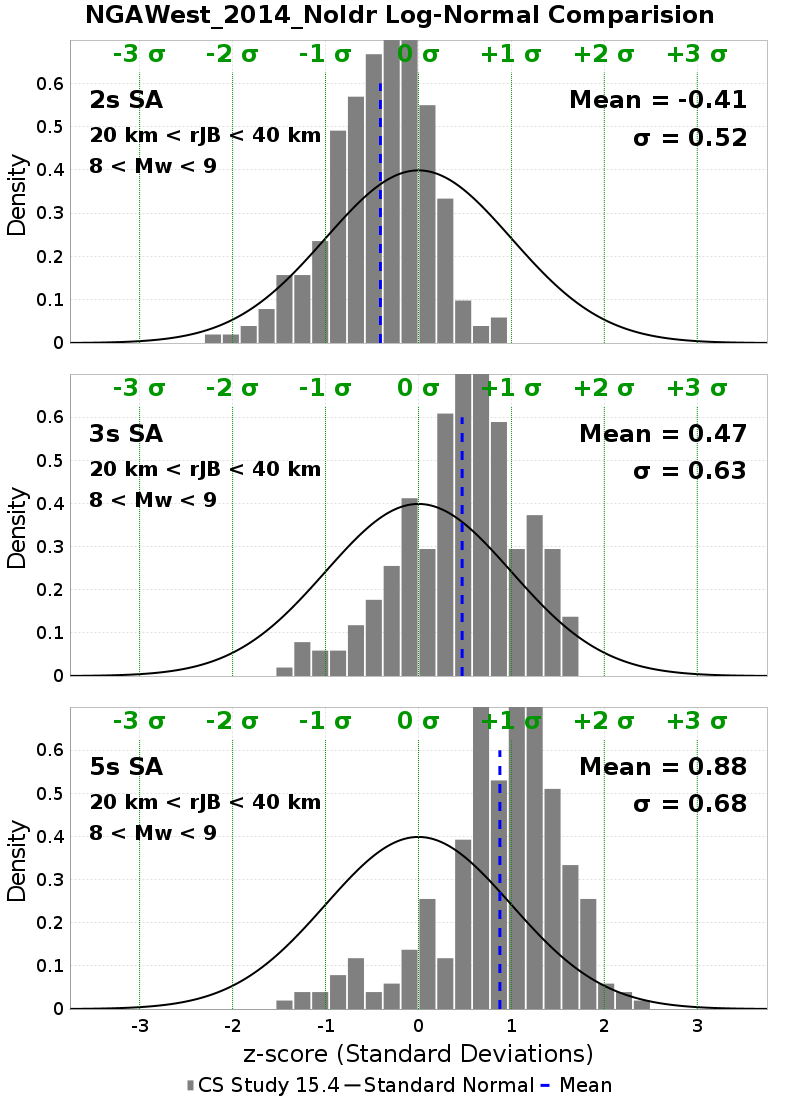 NGAWest_2014_NoIdr Log-Normal Comparision
-3 σ -2 σ -1 σ 0 σ +1 σ +2 σ +3 σ
2s SA
Mean = -0.41
20 km < rJB < 40 km
σ = 0.52
8 < Mw < 9
Density
0.6
0.5
0.4
0.3
0.2
0.1
0
-3 σ -2 σ -1 σ 0 σ +1 σ +2 σ +3 σ
3s SA
Mean = 0.47
20 km < rJB < 40 km
σ = 0.63
8 < Mw < 9
Density
0.6
0.5
0.4
0.3
0.2
0.1
0
-3 σ -2 σ -1 σ 0 σ +1 σ +2 σ +3 σ
5s SA
Mean = 0.88
20 km < rJB < 40 km
σ = 0.68
8 < Mw < 9
Density
0.6
0.5
0.4
0.3
0.2
0.1
0
-3 -2 -1 0 1 2 3
z-score (Standard Deviations)
CS Study 15.4 Standard Normal Mean